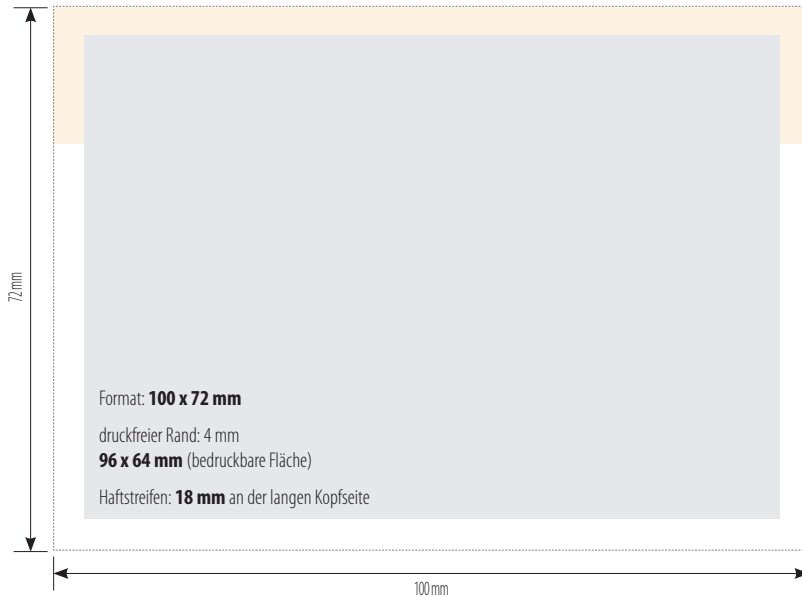 72 mm
Format: 100 x 72 mm
druckfreier Rand: 4 mm
96 x 64 mm (bedruckbare Fläche)
Haftstreifen: 18 mm an der langen Kopfseite
100 mm